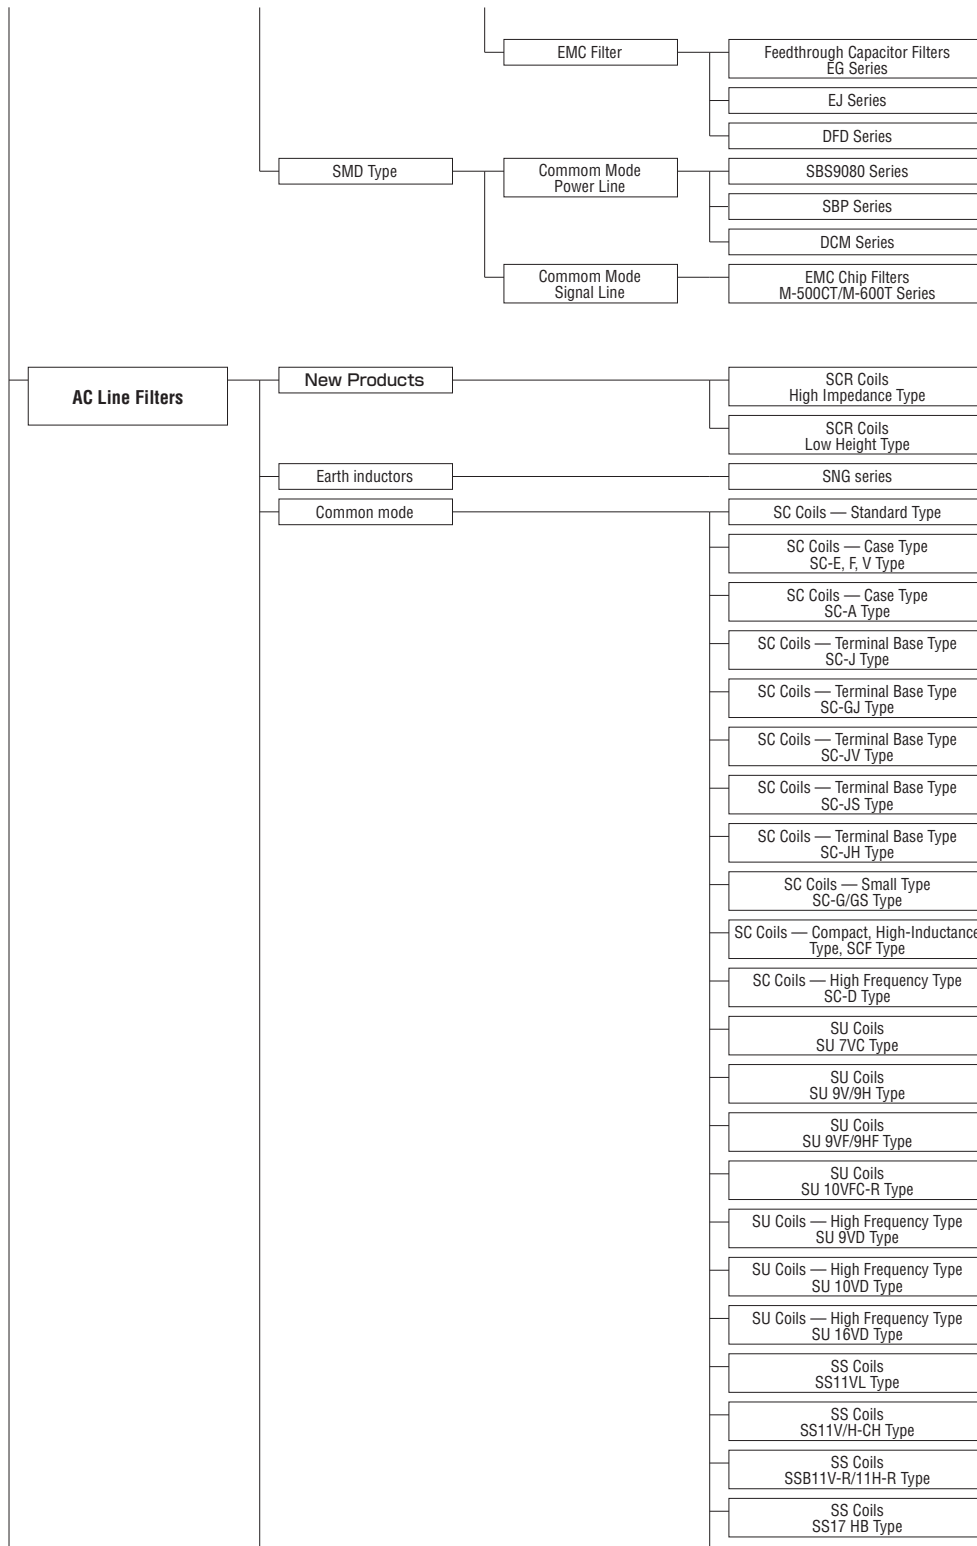 EMC Filter
Feedthrough Capacitor Filters
EG Series
EJ Series
DFD Series
SMD Type
Commom Mode
Power Line
SBS9080 Series
SBP Series
DCM Series
Commom Mode
Signal Line
EMC Chip Filters
M-500CT/M-600T Series
AC Line Filters
New Products
SCR Coils
High Impedance Type
SCR Coils
Low Height Type
Earth inductors
SNG series
Common mode
SC Coils — Standard Type
SC Coils — Case Type
SC-E, F, V Type
SC Coils — Case Type
SC-A Type
SC Coils — Terminal Base Type
SC-J Type
SC Coils — Terminal Base Type
SC-GJ Type
SC Coils — Terminal Base Type
SC-JV Type
SC Coils — Terminal Base Type
SC-JS Type
SC Coils — Terminal Base Type
SC-JH Type
SC Coils — Small Type
SC-G/GS Type
SC Coils — Compact, High-Inductance
Type, SCF Type
SC Coils — High Frequency Type
SC-D Type
SU Coils
SU 7VC Type
SU Coils
SU 9V/9H Type
SU Coils
SU 9VF/9HF Type
SU Coils
SU 10VFC-R Type
SU Coils — High Frequency Type
SU 9VD Type
SU Coils — High Frequency Type
SU 10VD Type
SU Coils — High Frequency Type
SU 16VD Type
SS Coils
SS11VL Type
SS Coils
SS11V/H-CH Type
SS Coils
SSB11V-R/11H-R Type
SS Coils
SS17 HB Type